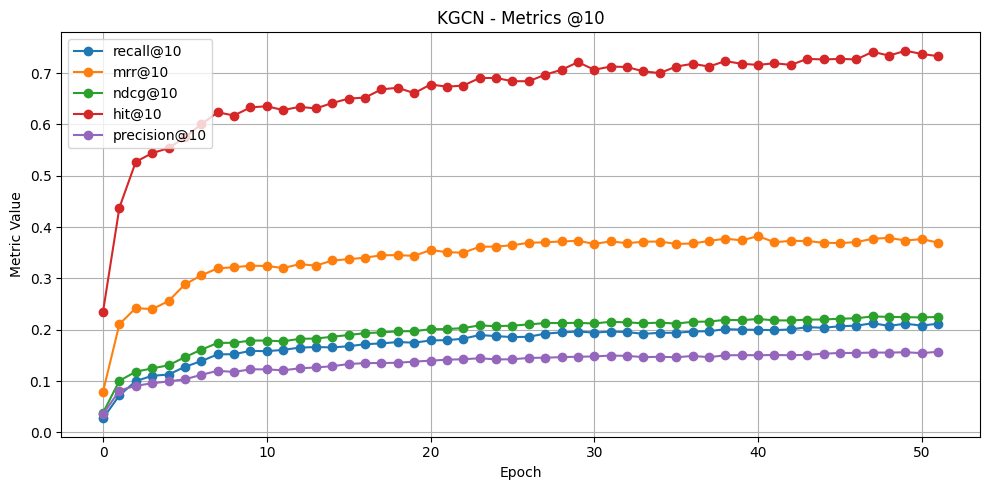 KGCN - Metrics @10
recall@10
mrr@10
ndcg@10
hit@10
precision@10
Metric Value
0.7
0.6
0.5
0.4
0.3
0.2
0.1
0.0
0
10
20
30
40
50
Epoch